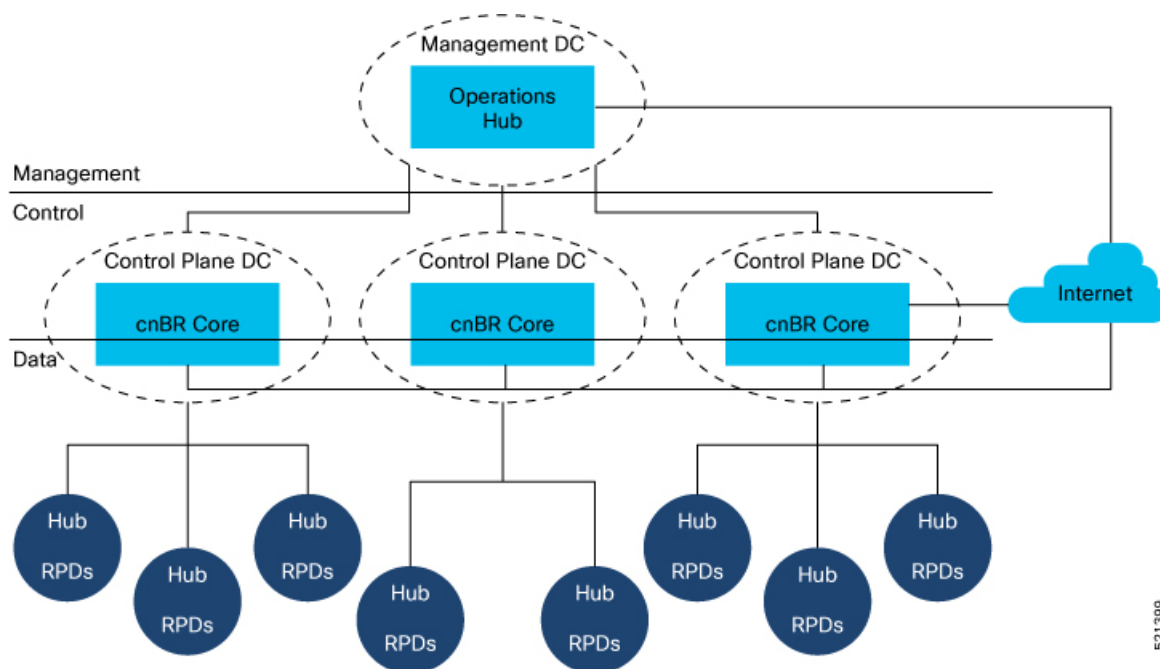 Management DC
Operations
Hub
Management
Control
Control Plane DC
Control Plane DC
Control Plane DC
cnBR Core
cnBR Core
cnBR Core
Internet
Data
Hub
RPDs
Hub
RPDs
Hub
RPDs
Hub
RPDs
Hub
RPDs
Hub
RPDs
Hub
RPDs
Hub
RPDs
521399